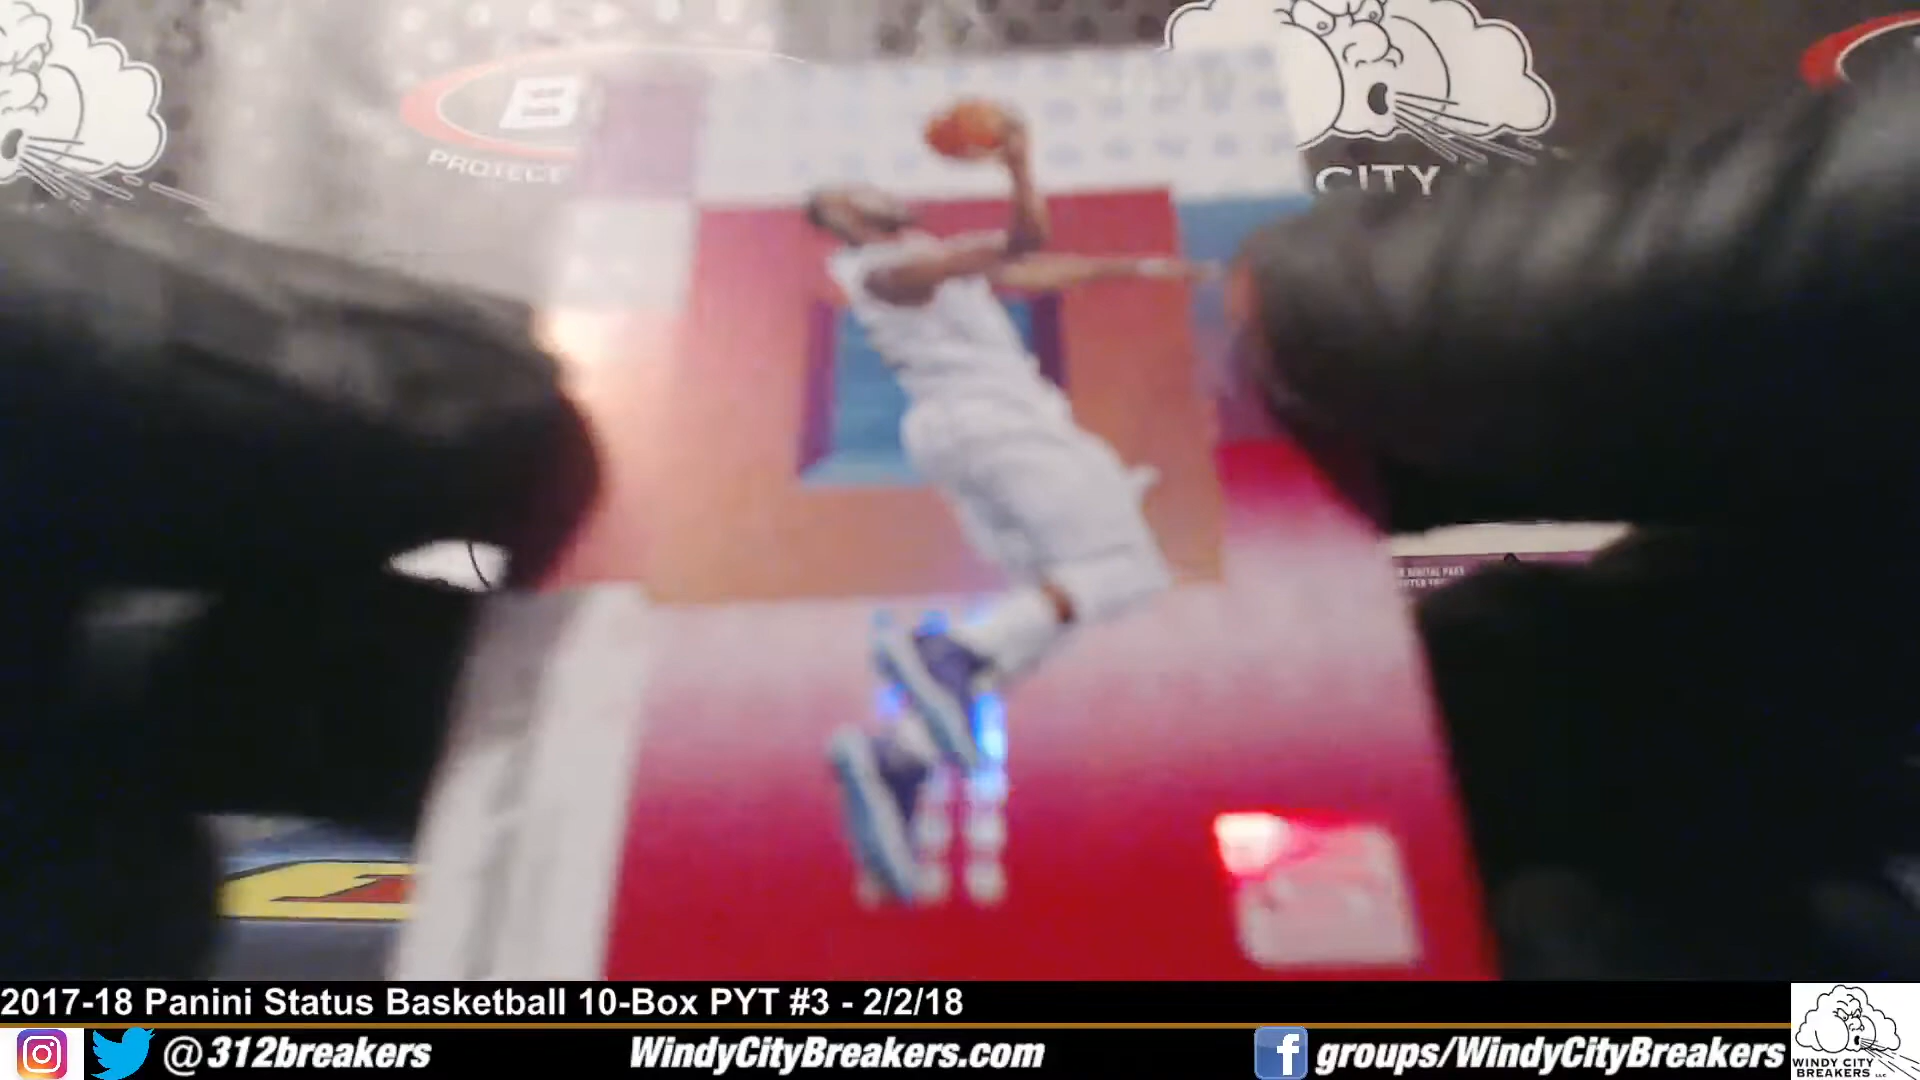 B
PROTECT
CITY
2017-18 Panini Status Basketball 10-Box PYT #3 - 2/2/18
@312breakers
WindyCityBreakers.com
f groups/WindyCityBreakers
WINDY CITY
BREAKERS LLC